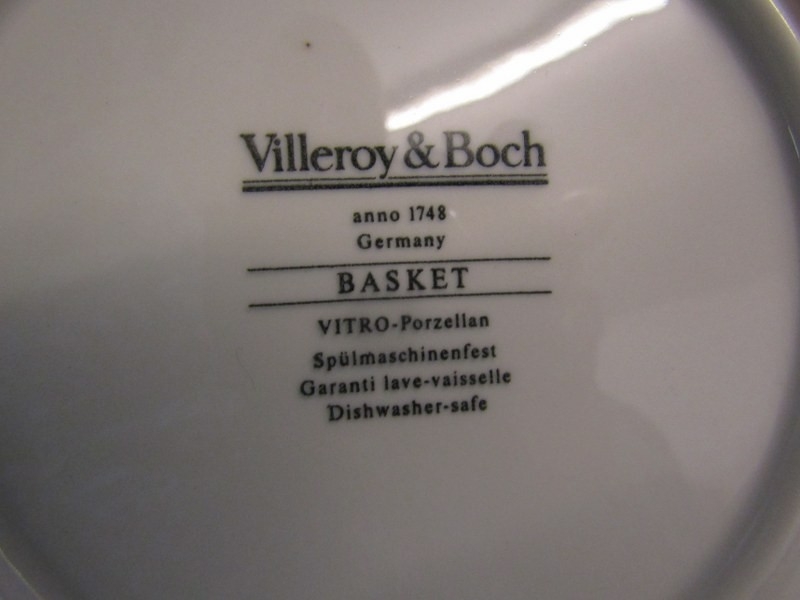 Villeroy & Boch
anno 1748
Germany
BASKET
VITRO-Porzellan
Spülmaschinenfest
Garanti lave-vaisselle
Dishwasher-safe